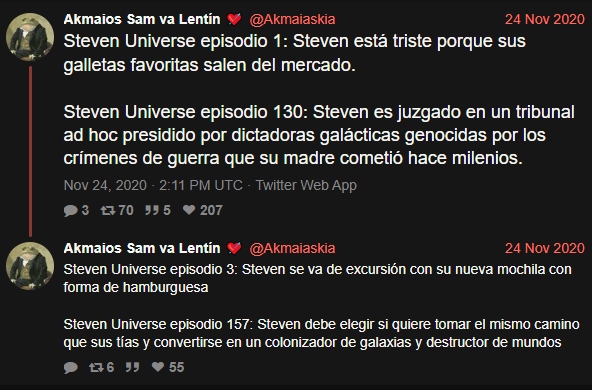 Akmaios Sam va Lentín @Akmaiaskia 24 Nov 2020
Steven Universe episodio 1: Steven está triste porque sus
galletas favoritas salen del mercado.
Steven Universe episodio 130: Steven es juzgado en un tribunal
ad hoc presidido por dictadoras galácticas genocidas por los
crímenes de guerra que su madre cometió hace milenios.
Nov 24, 2020 · 2:11 PM UTC · Twitter Web App
3 70 5 207
Akmaios Sam va Lentín @Akmaiaskia 24 Nov 2020
Steven Universe episodio 3: Steven se va de excursión con su nueva mochila con
forma de hamburguesa
Steven Universe episodio 157: Steven debe elegir si quiere tomar el mismo camino
que sus tías y convertirse en un colonizador de galaxias y destructor de mundos
6 55